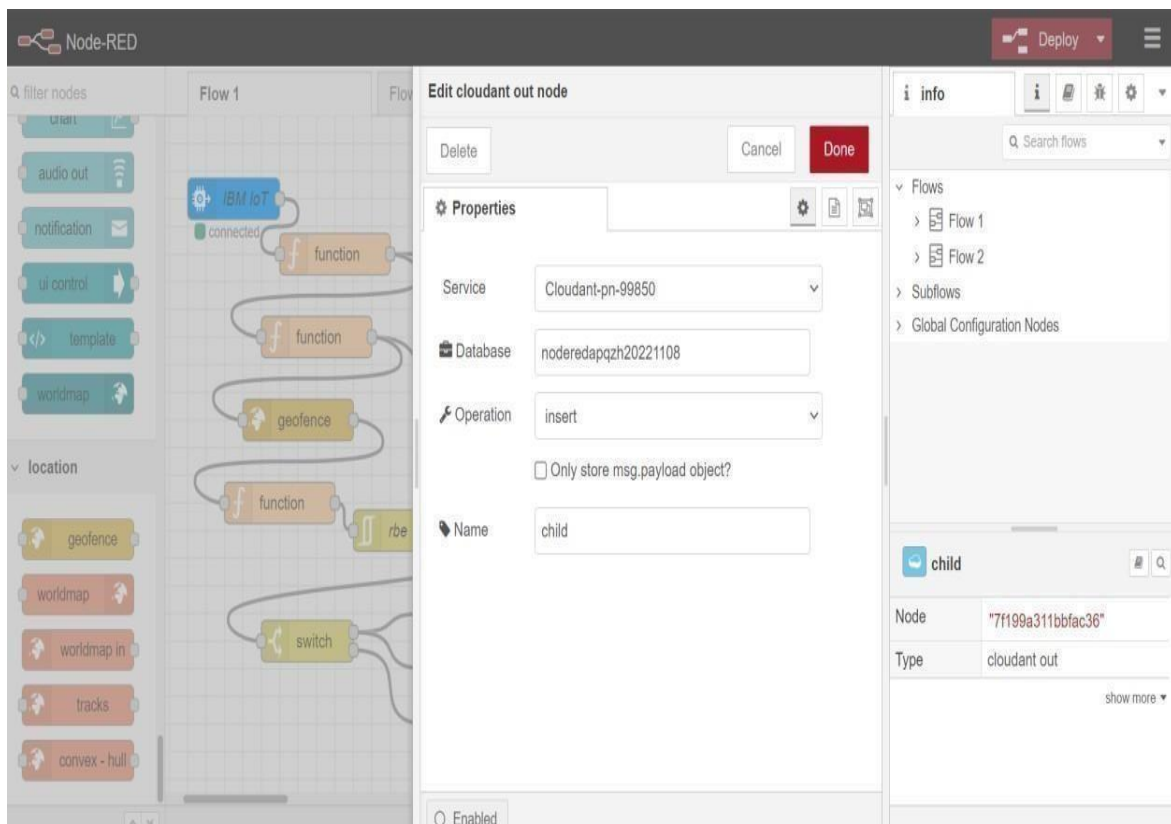 Node-RED
Deploy
filter nodes
chart
audio out
notification
ui control
template
worldmap
location
geofence
worldmap
worldmap in
tracks
convex - hull
Flow 1
Flow
IBM IoT
connected
function
function
geofence
function
rbe
switch
Edit cloudant out node
Delete
Cancel
Done
Properties
Service
Cloudant-pn-99850
Database
noderedapqzh20221108
Operation
insert
Only store msg.payload object?
Name
child
Enabled
i info
i
Search flows
Flows
Flow 1
Flow 2
Subflows
Global Configuration Nodes
child
Node
"7f199a311bbfac36"
Type
cloudant out
show more